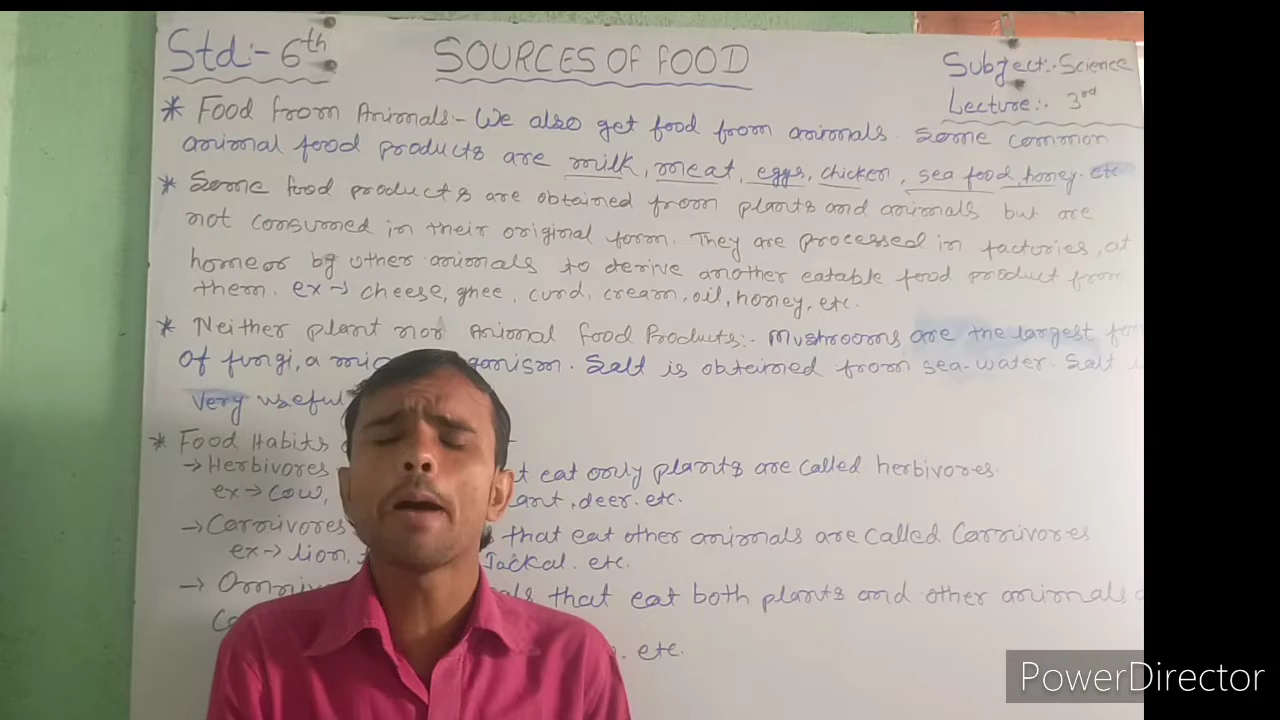 Std:- 6th
SOURCES OF FOOD
Subject:- Science
Lecture:. 3rd
* Food from Animals:- We also get food from animals. Some common
animal food products are milk, meat, eggs, chicken, sea food, honey. etc
* Some food products are obtained from plants and animals but are
not consumed in their original form. They are processed in factories, at
home or by other animals to derive another eatable food product from
them. ex → cheese, ghee, curd, cream, oil, honey, etc.
* Neither plant nor Animal Food Products:- Mushrooms are the largest
of fungi, a Salt is obtained from sea-water. Salt
very useful
* Food Habits
→ Herbivores eat only plants are called herbivores.
ex → cow, deer. etc.
→ Carnivores that eat other animals are called Carnivores
ex → lion, Jackal. etc.
→ that eat both plants and other animals
etc.
PowerDirector